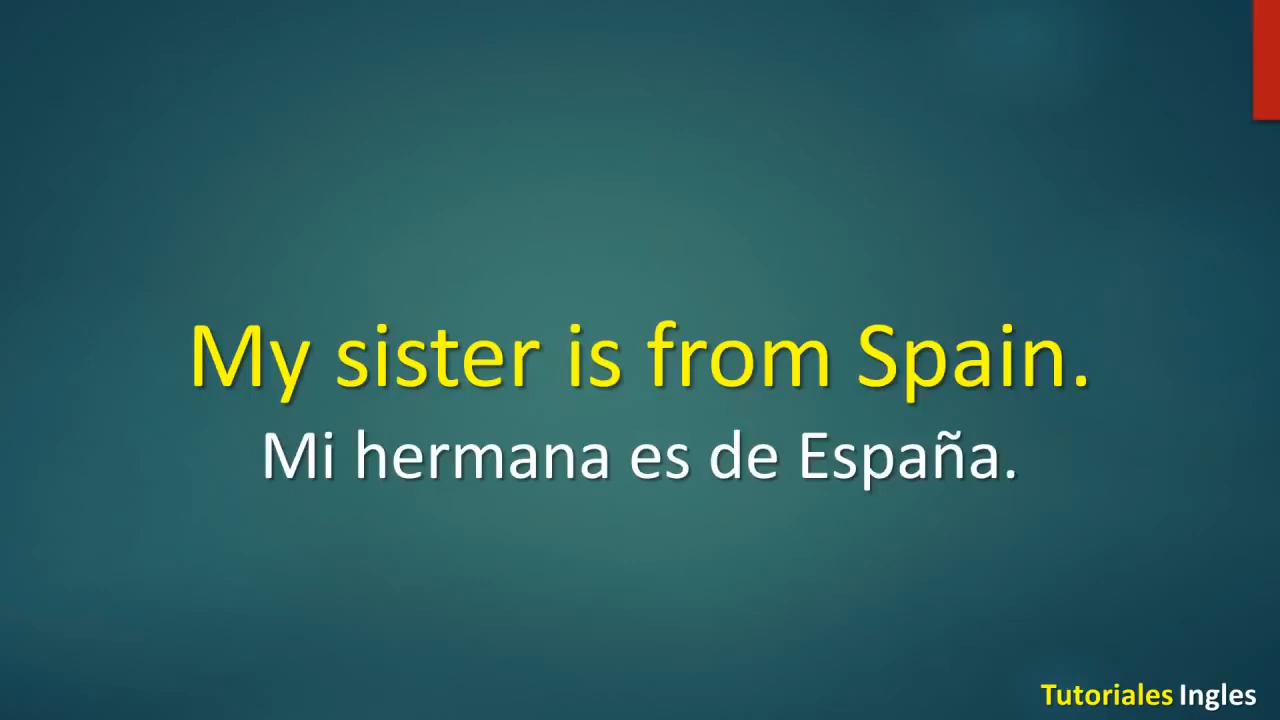 My sister is from Spain.
Mi hermana es de España.
Tutoriales Ingles